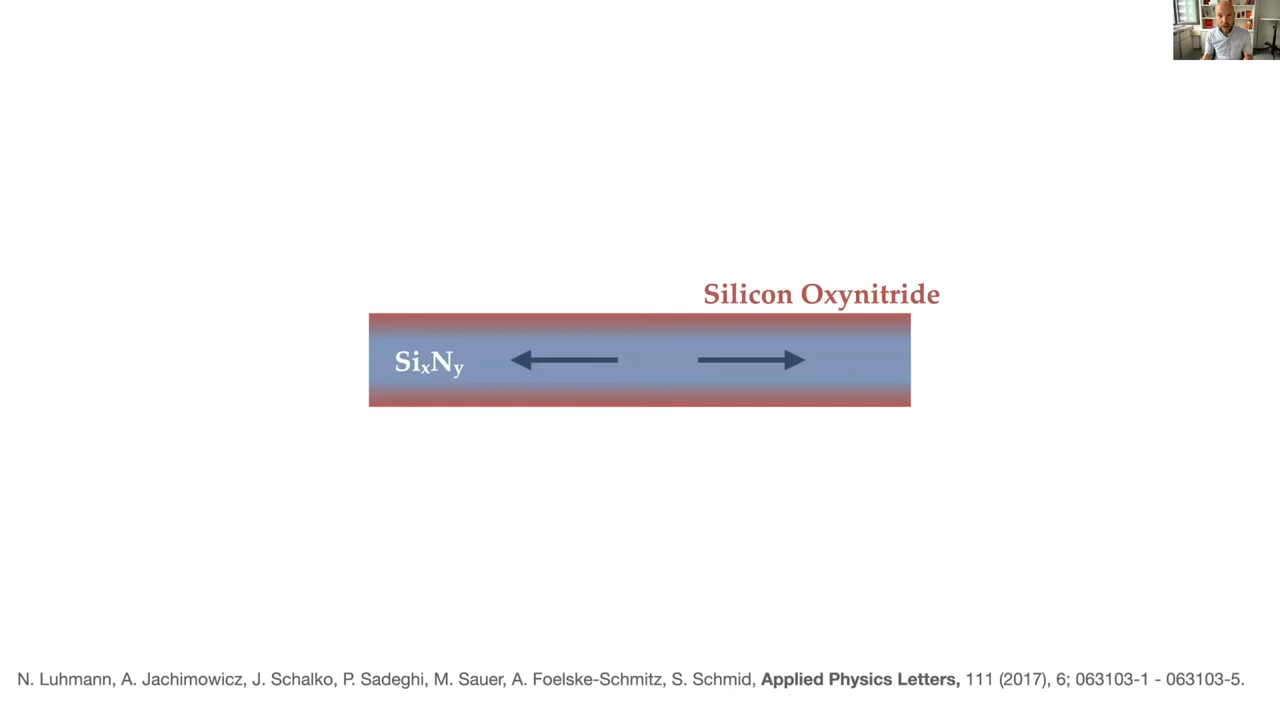 Silicon Oxynitride
SiₓNᵧ
N. Luhmann, A. Jachimowicz, J. Schalko, P. Sadeghi, M. Sauer, A. Foelske-Schmitz, S. Schmid, Applied Physics Letters, 111 (2017), 6; 063103-1 - 063103-5.